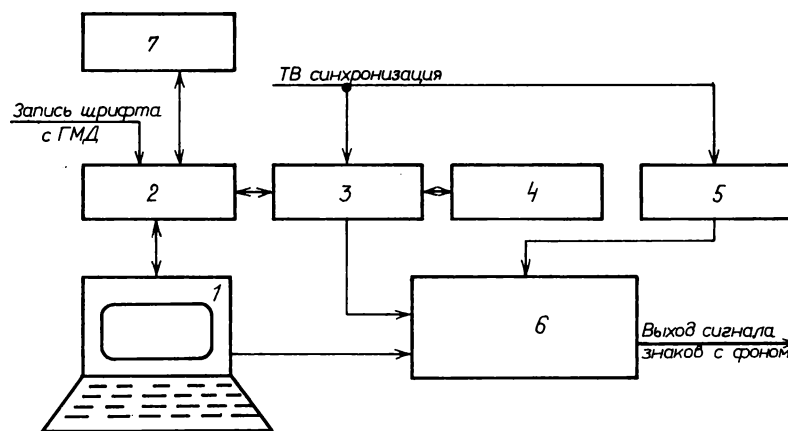 7
ТВ синхронизация
Запись шрифта
с ГМД
2
3
4
5
1
6
Выход сигнала
знаков с фоном